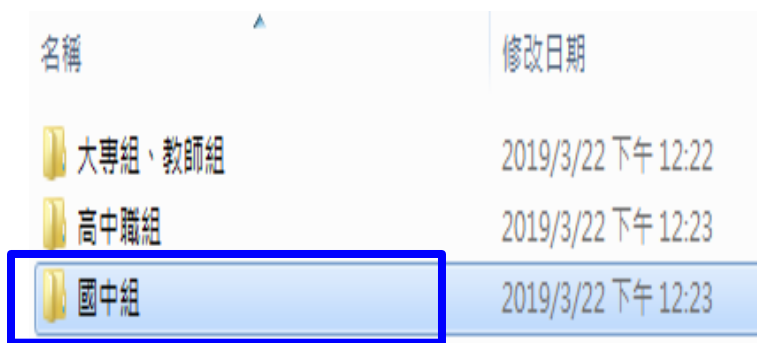 名稱 修改日期
大專組、教師組 2019/3/22 下午 12:22
高中職組 2019/3/22 下午 12:23
國中組 2019/3/22 下午 12:23